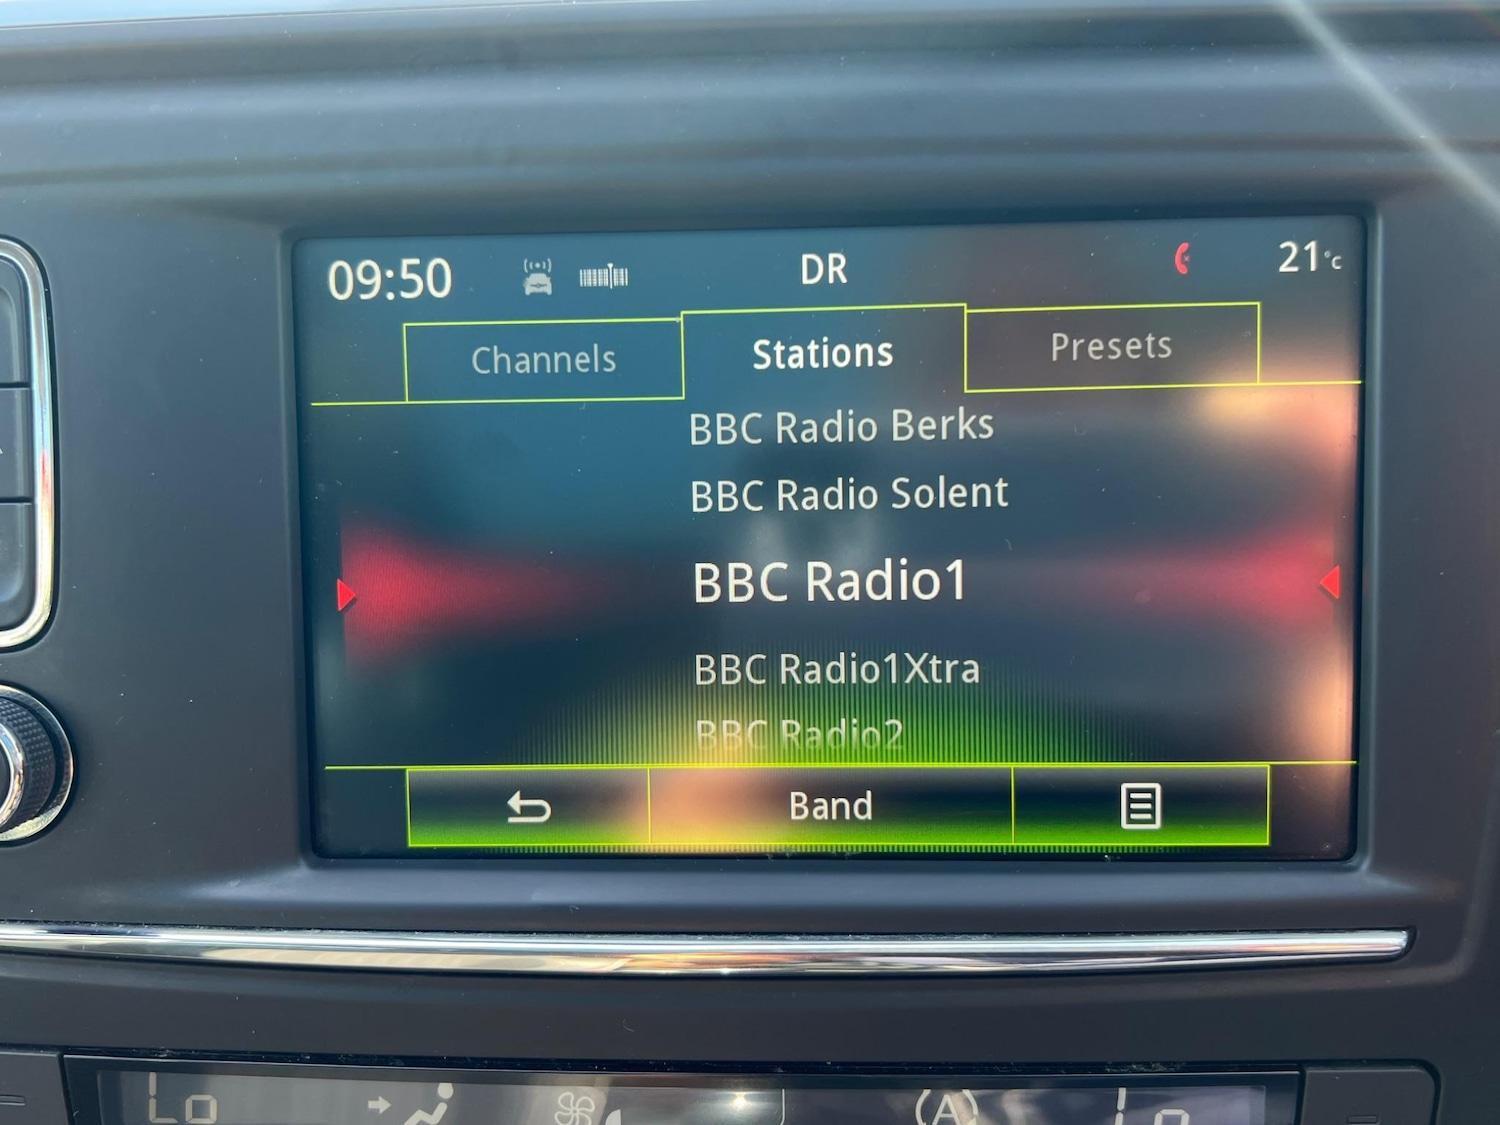 09:50 DR 21°c
Channels Stations Presets
BBC Radio Berks
BBC Radio Solent
BBC Radio1
BBC Radio1Xtra
BBC Radio2
Band
Lo A Lo